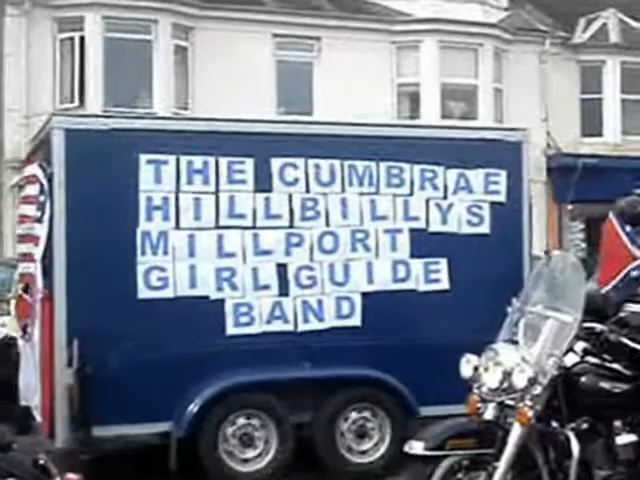 THE CUMBRAE
HILLBILLYS
MILLPORT
GIRL GUIDE
BAND